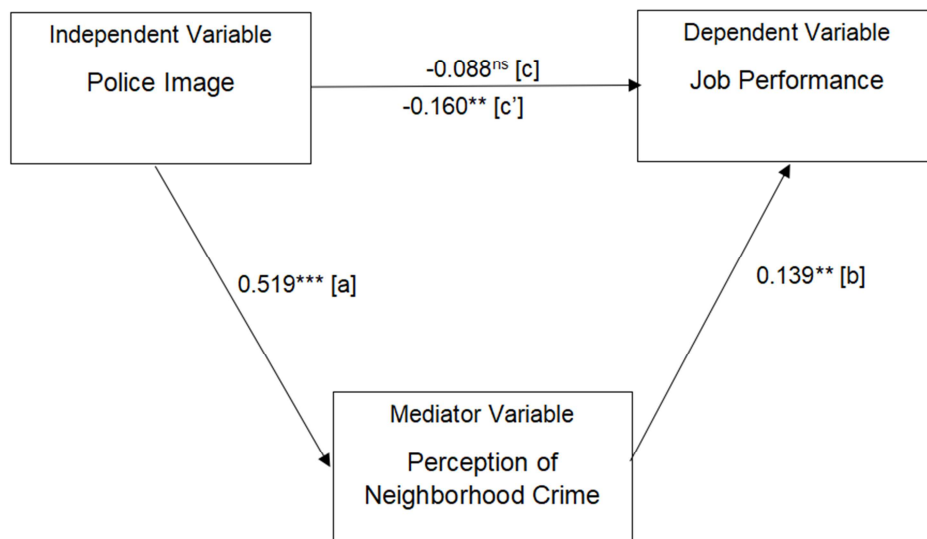 Independent Variable
Police Image
-0.088ns [c]
-0.160** [c’]
Dependent Variable
Job Performance
0.519*** [a]
0.139** [b]
Mediator Variable
Perception of
Neighborhood Crime